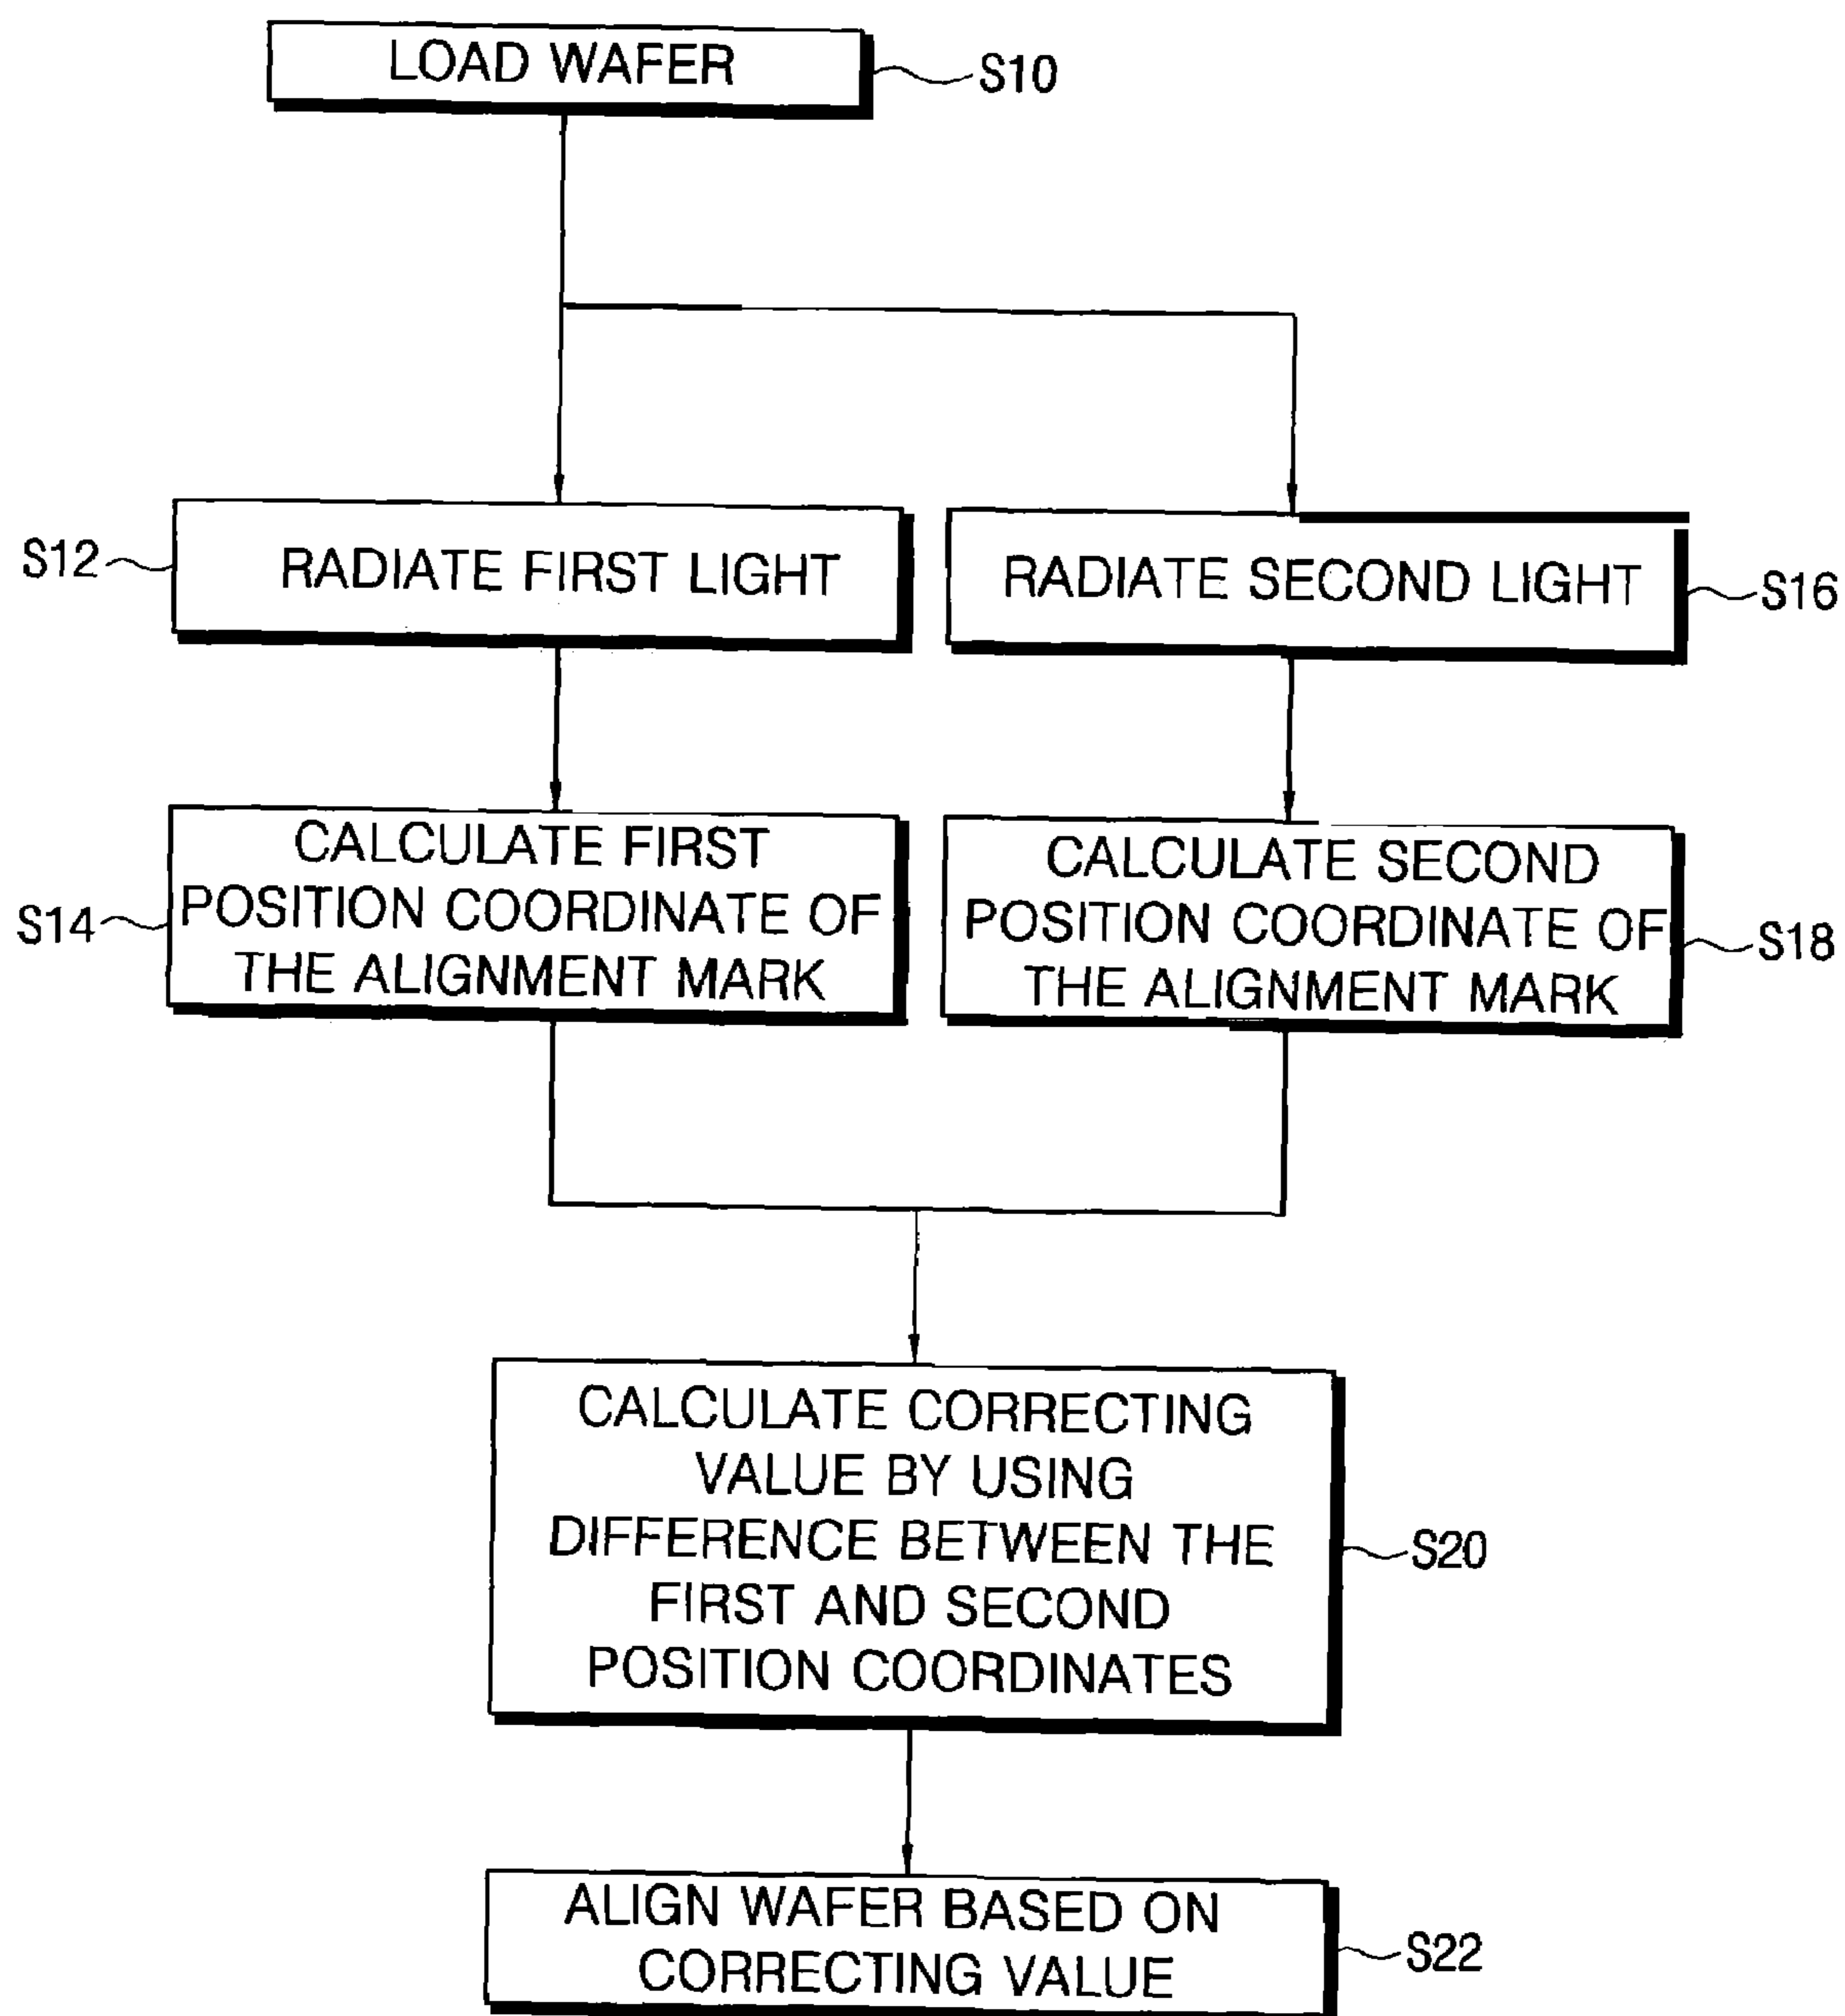 LOAD WAFER
S10
S12
RADIATE FIRST LIGHT
RADIATE SECOND LIGHT
S16
CALCULATE FIRST
POSITION COORDINATE OF
THE ALIGNMENT MARK
S14
CALCULATE SECOND
POSITION COORDINATE OF
THE ALIGNMENT MARK
S18
CALCULATE CORRECTING
VALUE BY USING
DIFFERENCE BETWEEN THE
FIRST AND SECOND
POSITION COORDINATES
S20
ALIGN WAFER BASED ON
CORRECTING VALUE
S22